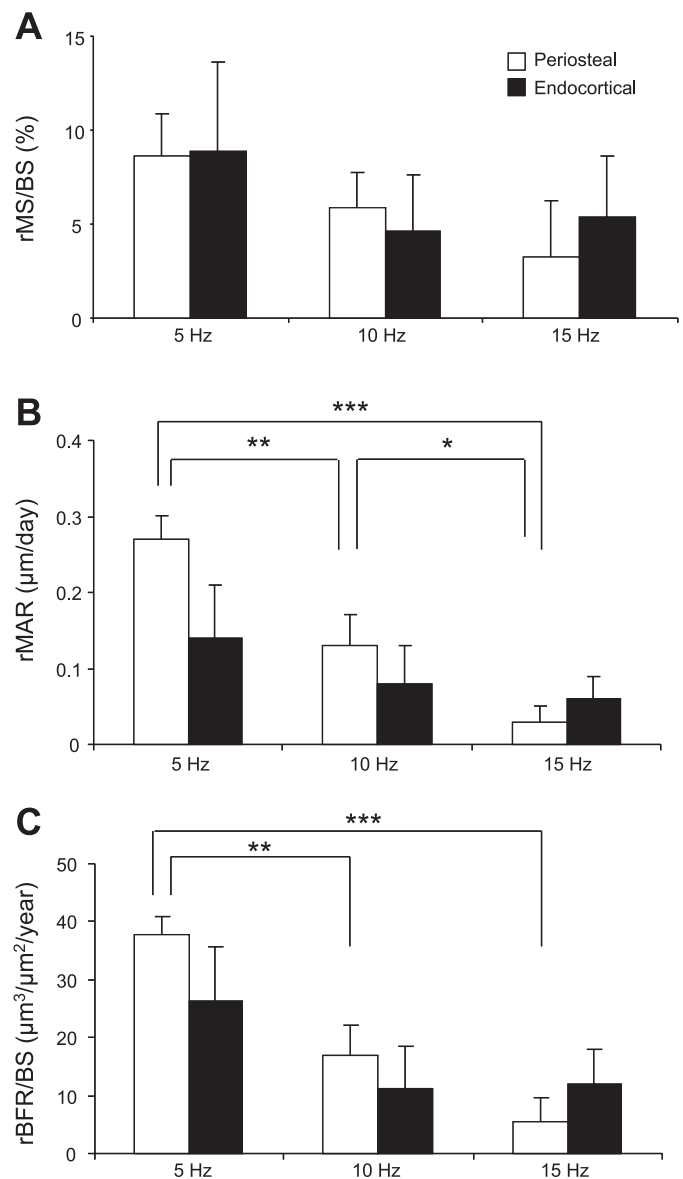 A
15
10
5
0
rMS/BS (%)
Periosteal
Endocortical
5 Hz
10 Hz
15 Hz
B
***
**
*
0.4
0.3
0.2
0.1
0
rMAR (μm/day)
5 Hz
10 Hz
15 Hz
C
***
**
50
40
30
20
10
0
rBFR/BS (μm³/μm²/year)
5 Hz
10 Hz
15 Hz